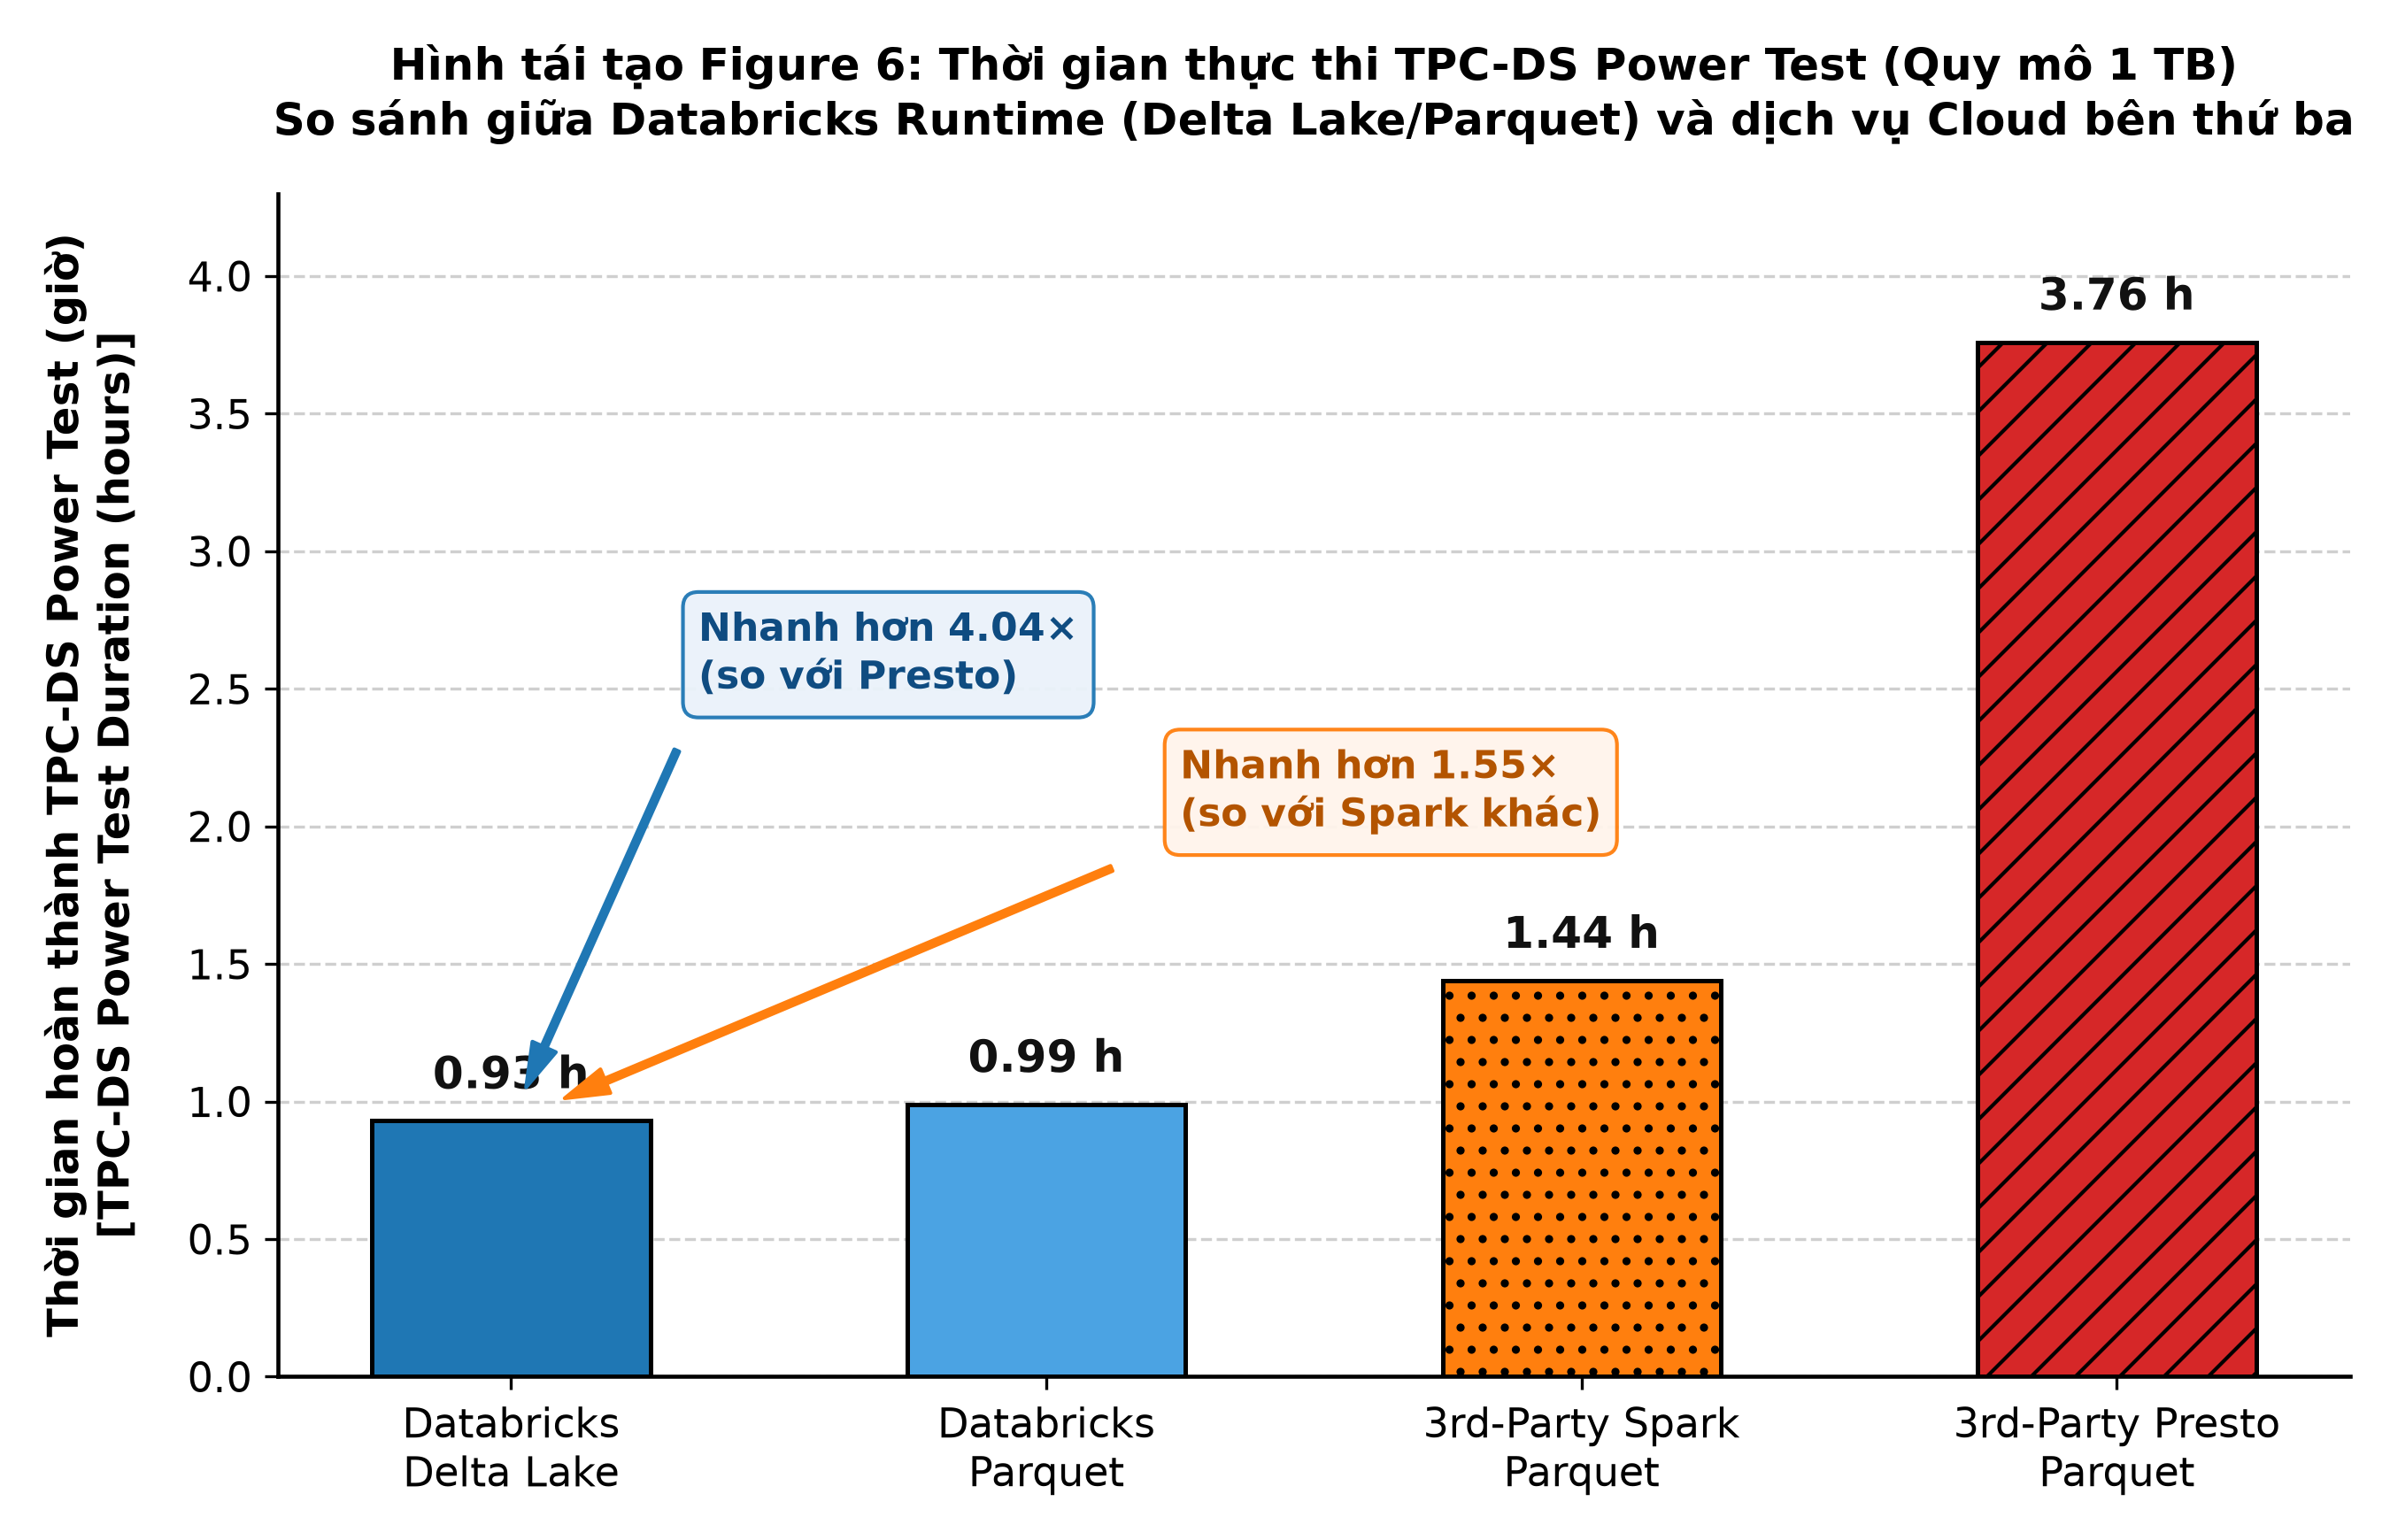 Hình tái tạo Figure 6: Thời gian thực thi TPC-DS Power Test (Quy mô 1 TB)
So sánh giữa Databricks Runtime (Delta Lake/Parquet) và dịch vụ Cloud bên thứ ba
Thời gian hoàn thành TPC-DS Power Test (giờ)
[TPC-DS Power Test Duration (hours)]
4.0
3.5
3.0
2.5
2.0
1.5
1.0
0.5
0.0
3.76 h
Nhanh hơn 4.04×
(so với Presto)
Nhanh hơn 1.55×
(so với Spark khác)
1.44 h
0.93 h
0.99 h
Databricks
Delta Lake
Databricks
Parquet
3rd-Party Spark
Parquet
3rd-Party Presto
Parquet